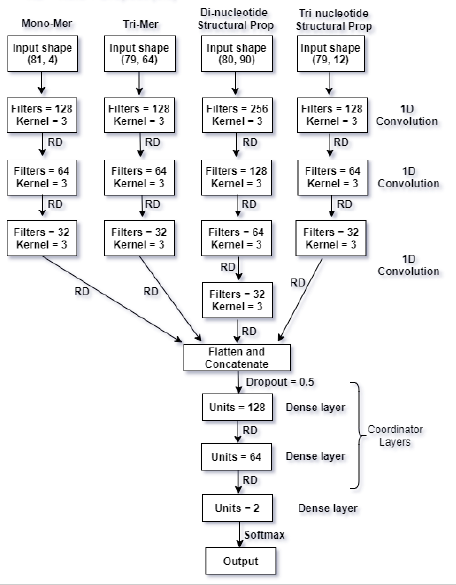 Mono-Mer
Tri-Mer
Di-nucleotide
Structural Prop
Tri nucleotide
Structural Prop
Input shape
(81, 4)
Input shape
(79, 64)
Input shape
(80, 90)
Input shape
(79, 12)
Filters = 128
Kernel = 3
Filters = 128
Kernel = 3
Filters = 256
Kernel = 3
Filters = 128
Kernel = 3
1D
Convolution
RD
RD
RD
RD
Filters = 64
Kernel = 3
Filters = 64
Kernel = 3
Filters = 128
Kernel = 3
Filters = 64
Kernel = 3
1D
Convolution
RD
RD
RD
RD
Filters = 32
Kernel = 3
Filters = 32
Kernel = 3
Filters = 64
Kernel = 3
Filters = 32
Kernel = 3
1D
Convolution
RD
RD
RD
RD
Filters = 32
Kernel = 3
RD
Flatten and
Concatenate
Dropout = 0.5
Units = 128
Dense layer
RD
Coordinator
Layers
Units = 64
Dense layer
RD
Units = 2
Dense layer
Softmax
Output